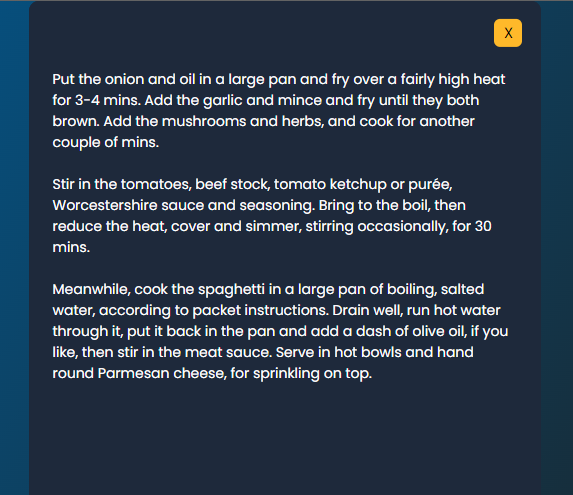 X
Put the onion and oil in a large pan and fry over a fairly high heat
for 3-4 mins. Add the garlic and mince and fry until they both
brown. Add the mushrooms and herbs, and cook for another
couple of mins.
Stir in the tomatoes, beef stock, tomato ketchup or purée,
Worcestershire sauce and seasoning. Bring to the boil, then
reduce the heat, cover and simmer, stirring occasionally, for 30
mins.
Meanwhile, cook the spaghetti in a large pan of boiling, salted
water, according to packet instructions. Drain well, run hot water
through it, put it back in the pan and add a dash of olive oil, if you
like, then stir in the meat sauce. Serve in hot bowls and hand
round Parmesan cheese, for sprinkling on top.